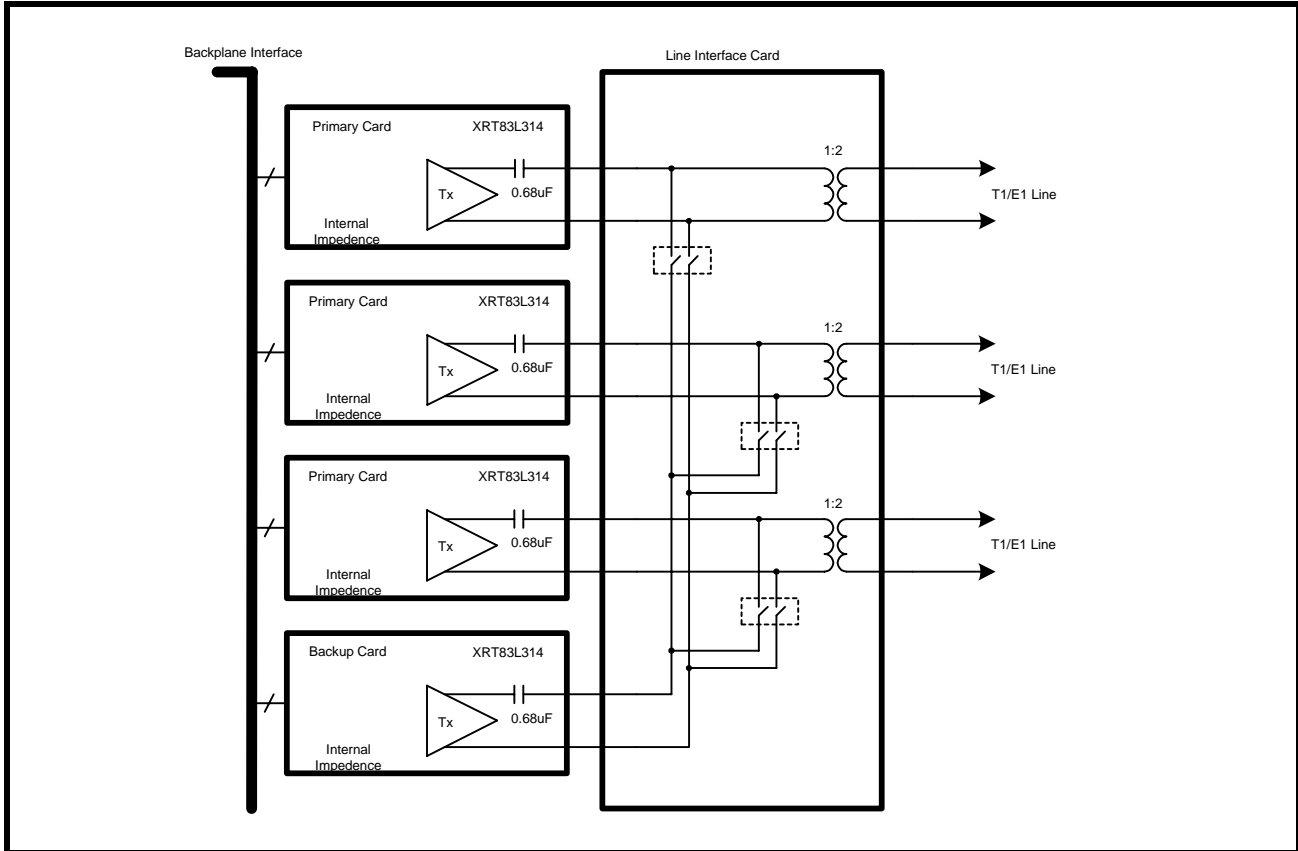 Backplane Interface
Line Interface Card
Primary Card XRT83L314
Tx
0.68uF
Internal
Impedence
1:2
T1/E1 Line
Primary Card XRT83L314
Tx
0.68uF
Internal
Impedence
1:2
T1/E1 Line
Primary Card XRT83L314
Tx
0.68uF
Internal
Impedence
1:2
T1/E1 Line
Backup Card XRT83L314
Tx
0.68uF
Internal
Impedence